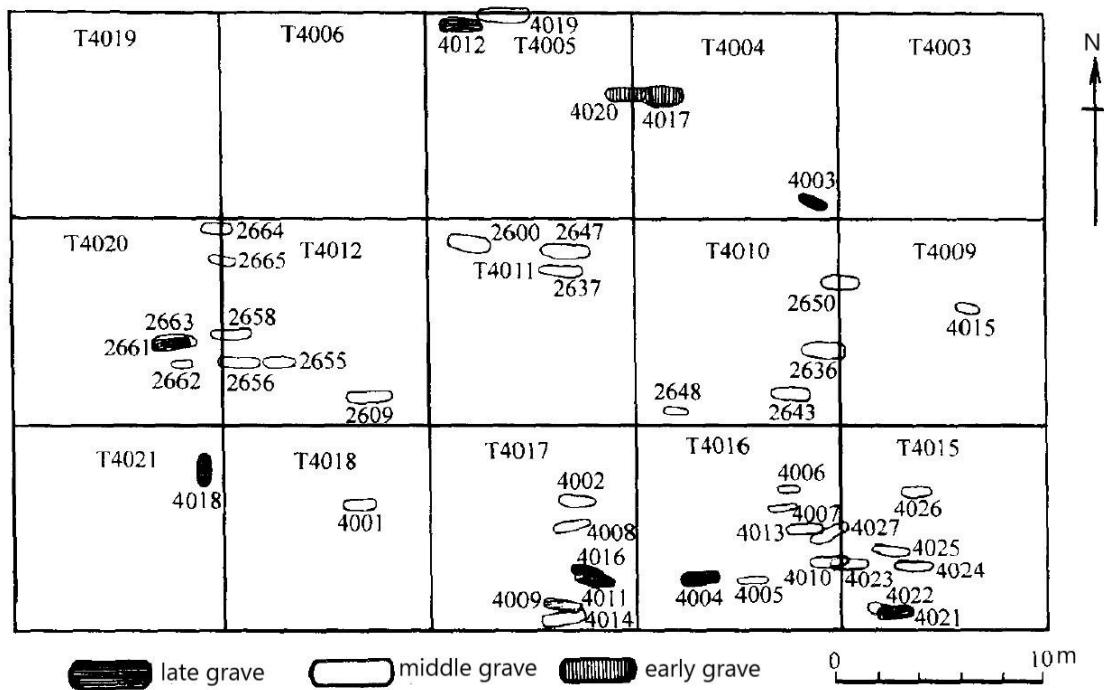 T4019 T4006 4012 4019 T4005 T4004 T4003 N
4020 4017
4003
T4020 2664 T4012 2600 2647 T4010 T4009
2665 T4011 2637
2650 4015
2663 2658
2661 2655
2662 2656 2636
2609 2648 2643
T4021 T4018 T4017 T4016 T4015
4018 4001 4002 4006 4026
4008 4013 4007 4027
4016 4025
4009 4011 4004 4005 4010 4023 4024
4014 4022
4021
late grave middle grave early grave 0 10 m